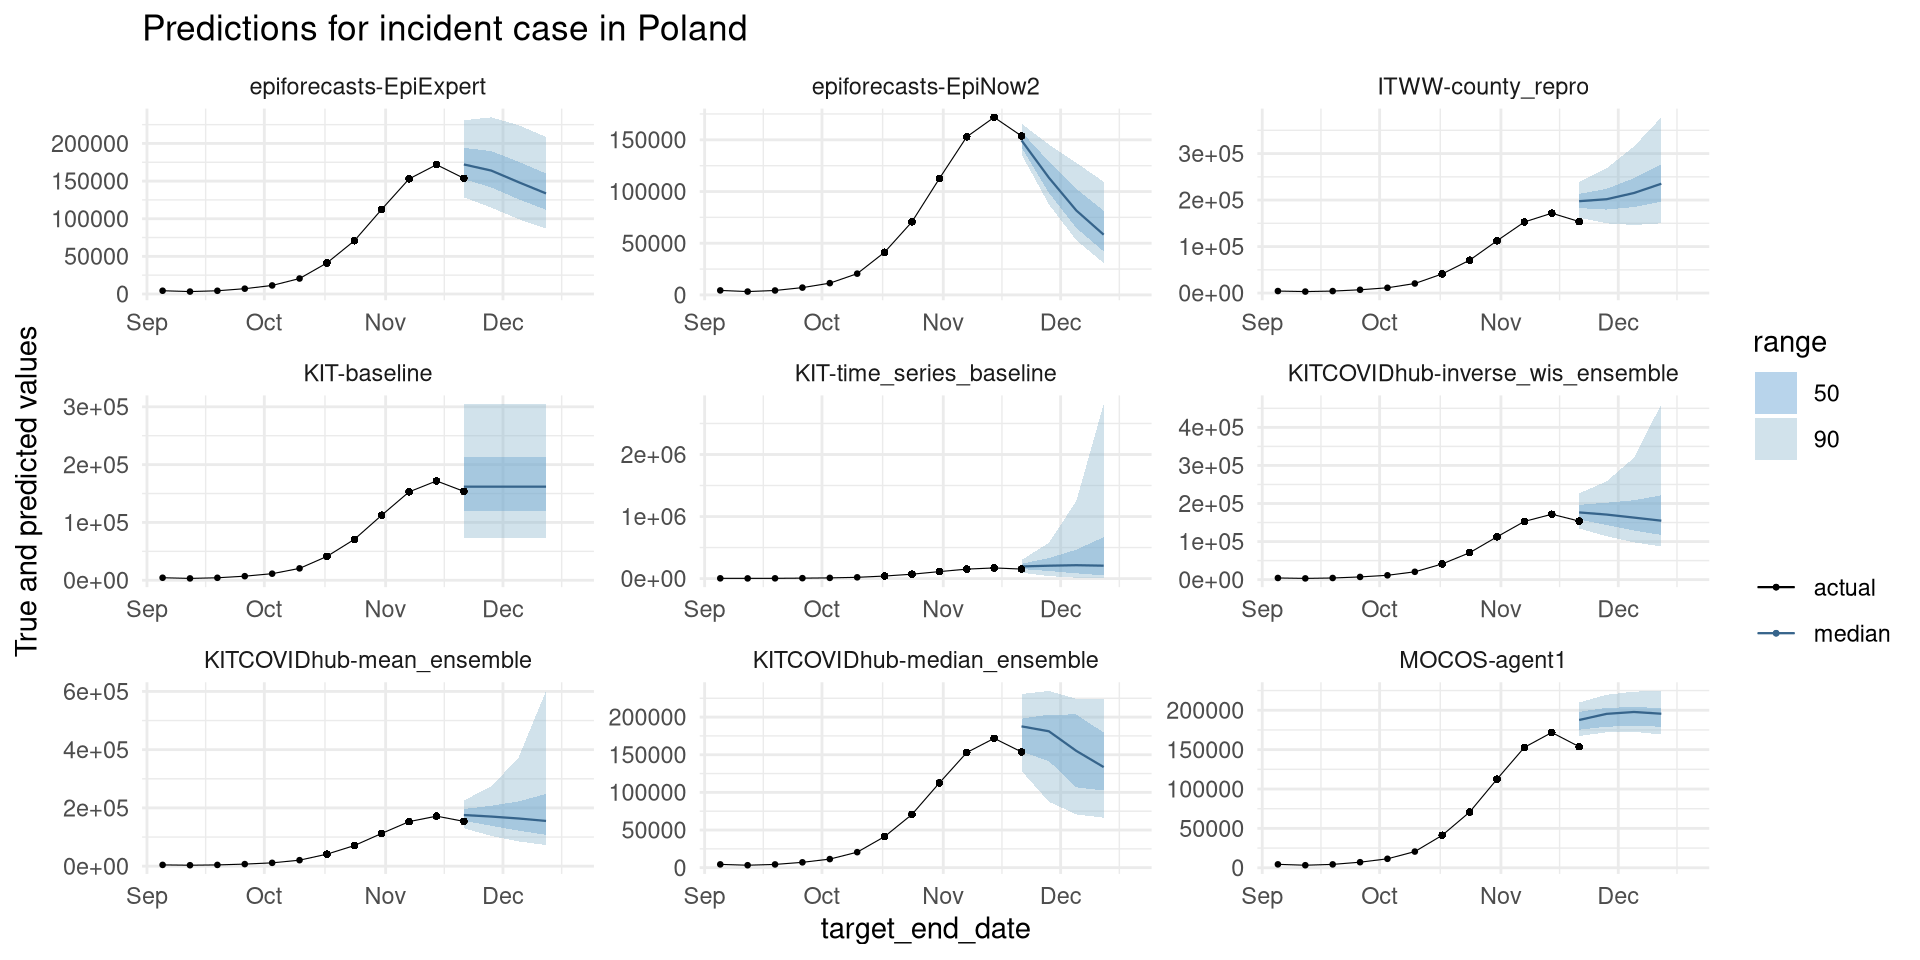 Predictions for incident case in Poland
True and predicted values
epiforecasts-EpiExpert
200000
150000
100000
50000
0
Sep Oct Nov Dec
epiforecasts-EpiNow2
150000
100000
50000
0
Sep Oct Nov Dec
ITWW-county_repro
3e+05
2e+05
1e+05
0e+00
Sep Oct Nov Dec
KIT-baseline
3e+05
2e+05
1e+05
0e+00
Sep Oct Nov Dec
KIT-time_series_baseline
2e+06
1e+06
0e+00
Sep Oct Nov Dec
KITCOVIDhub-inverse_wis_ensemble
4e+05
3e+05
2e+05
1e+05
0e+00
Sep Oct Nov Dec
KITCOVIDhub-mean_ensemble
6e+05
4e+05
2e+05
0e+00
Sep Oct Nov Dec
KITCOVIDhub-median_ensemble
200000
150000
100000
50000
0
Sep Oct Nov Dec
MOCOS-agent1
200000
150000
100000
50000
0
Sep Oct Nov Dec
target_end_date
range
50
90
actual
median